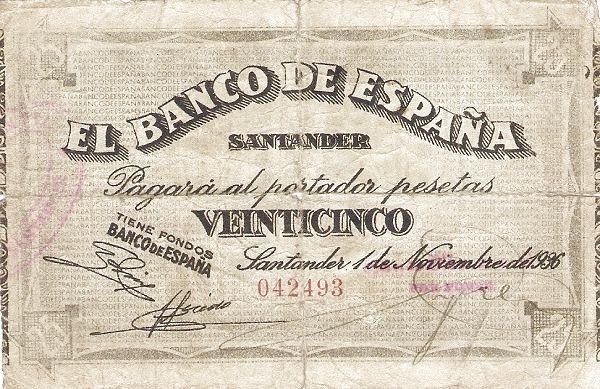 EL BANCO DE ESPAÑA
SANTANDER
Pagará al portador pesetas
VEINTICINCO
TIENE FONDOS
BANCO DE ESPAÑA
Santander 1 de Noviembre de 1936
042493